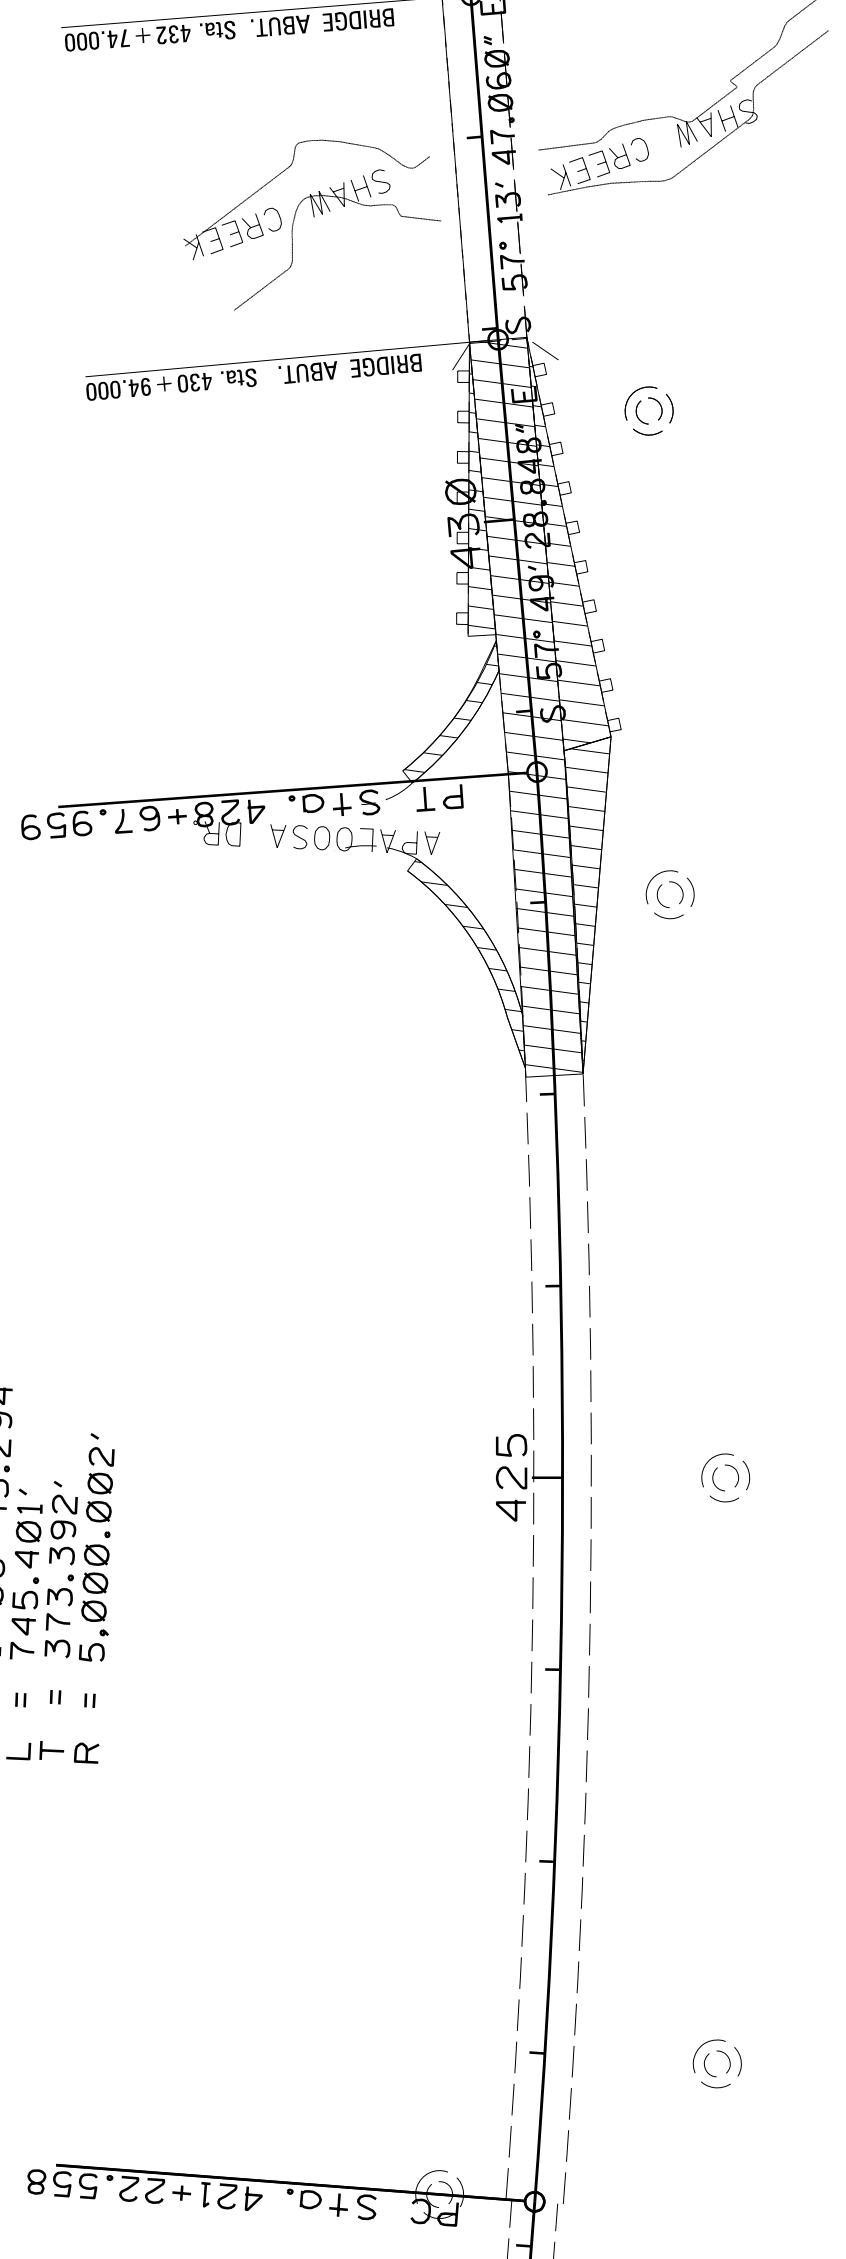 BRIDGE ABUT. Sta. 432+74.000
SHAW CREEK
SHAW CREEK
S 57° 13' 47.060" E
BRIDGE ABUT. Sta. 430+94.000
430
S 57° 49' 28.848" E
PT Sta. 428+67.959
APALOOSA DR.
425
L = 745.401'
T = 373.392'
R = 5,000.002'
PC Sta. 421+22.558